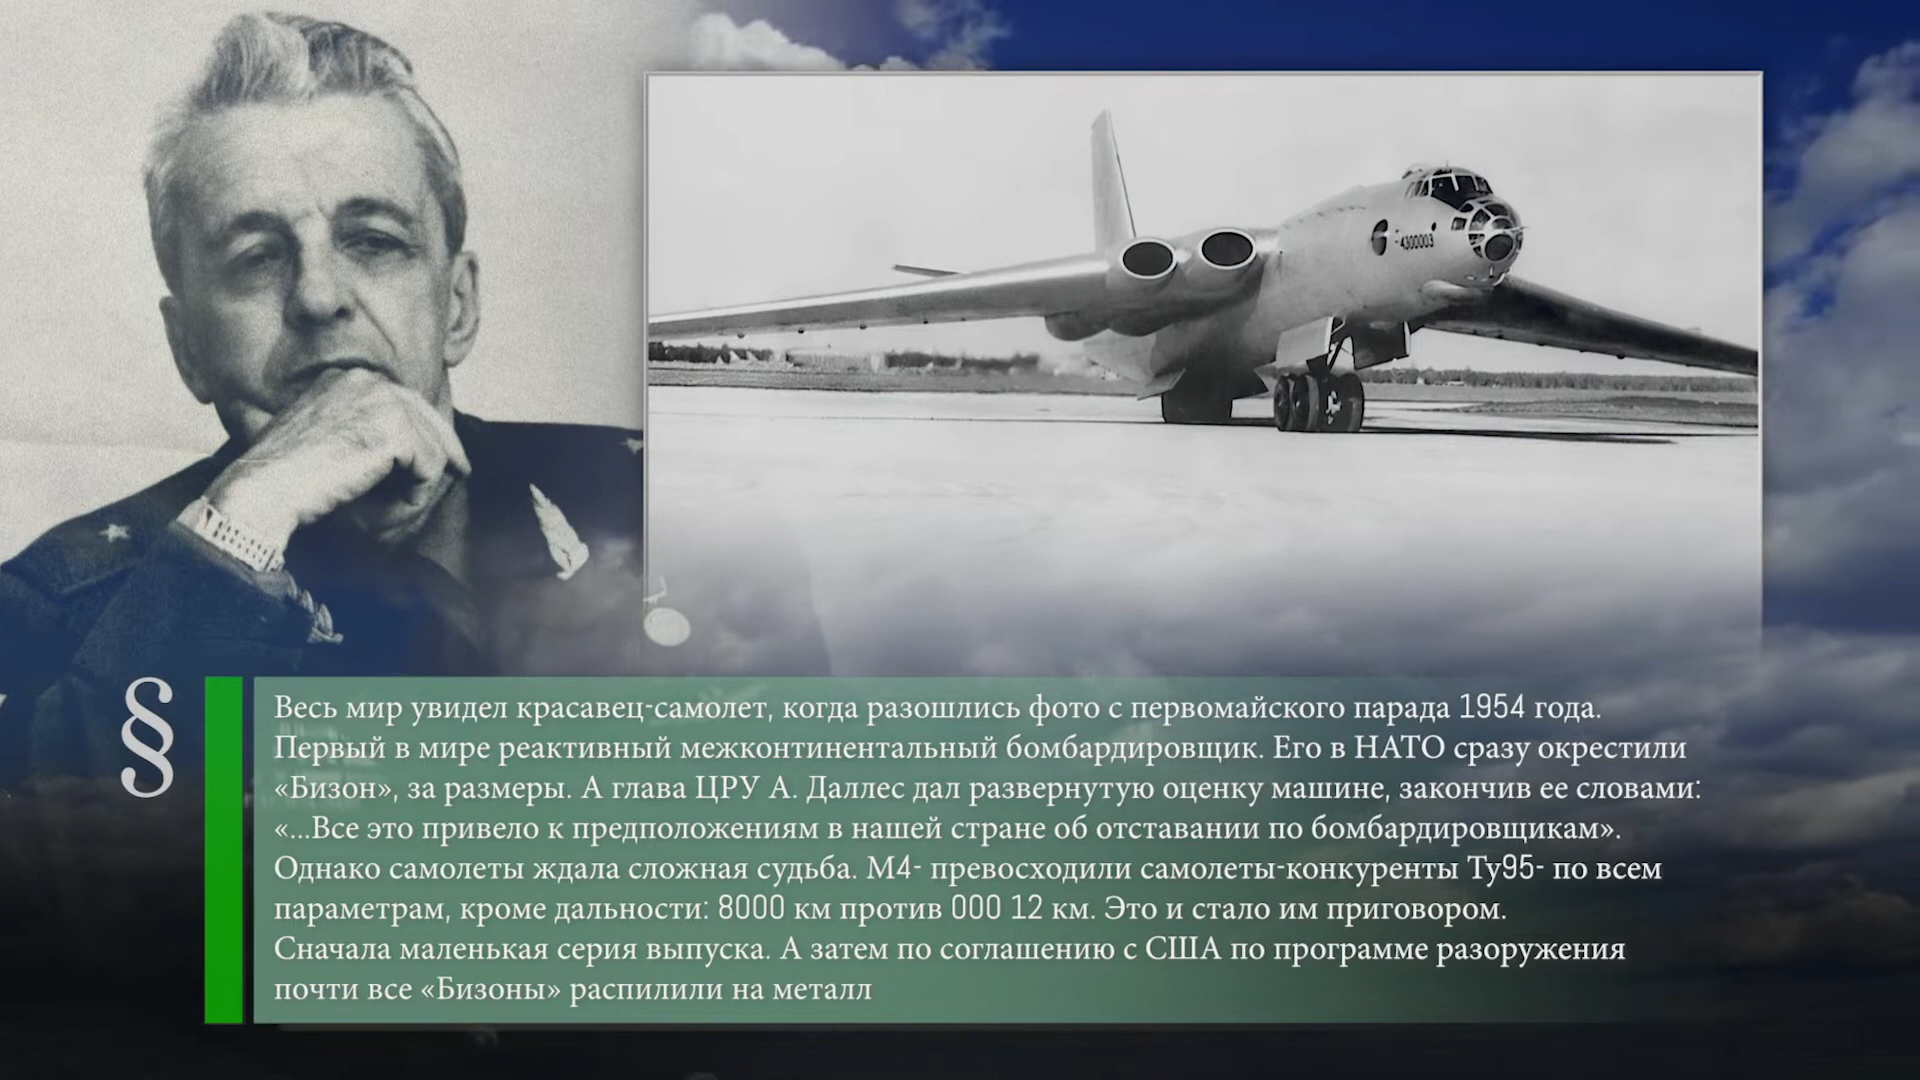 4300003
§
Весь мир увидел красавец-самолет, когда разошлись фото с первомайского парада 1954 года.
Первый в мире реактивный межконтинентальный бомбардировщик. Его в НАТО сразу окрестили
«Бизон», за размеры. А глава ЦРУ А. Даллес дал развернутую оценку машине, закончив ее словами:
«...Все это привело к предположениям в нашей стране об отставании по бомбардировщикам».
Однако самолеты ждала сложная судьба. М4- превосходили самолеты-конкуренты Ту95- по всем
параметрам, кроме дальности: 8000 км против 000 12 км. Это и стало им приговором.
Сначала маленькая серия выпуска. А затем по соглашению с США по программе разоружения
почти все «Бизоны» распилили на металл